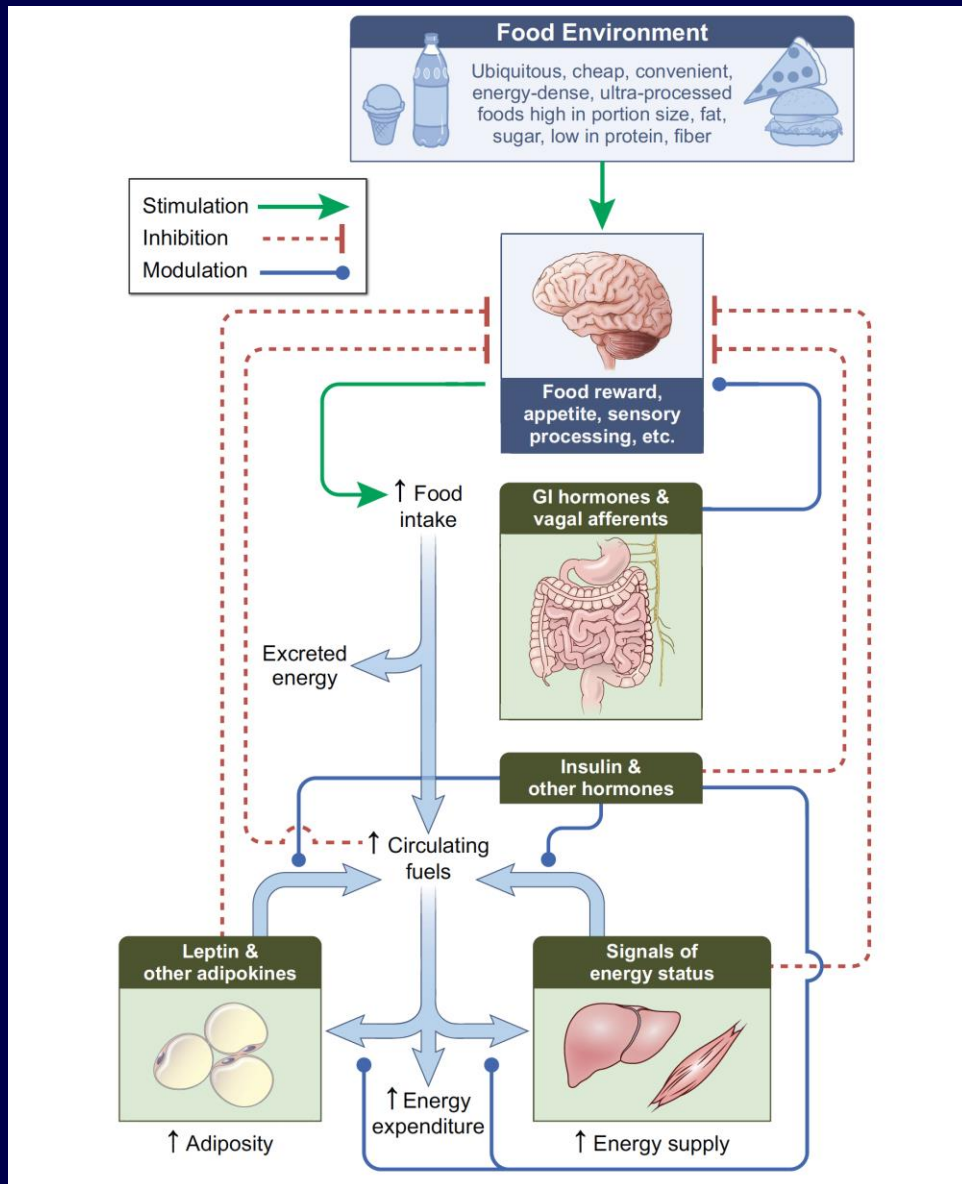 Food Environment
Ubiquitous, cheap, convenient,
energy-dense, ultra-processed
foods high in portion size, fat,
sugar, low in protein, fiber
Stimulation
Inhibition
Modulation
Food reward,
appetite, sensory
processing, etc.
↑ Food
intake
GI hormones &
vagal afferents
Excreted
energy
Insulin &
other hormones
↑ Circulating
fuels
Leptin &
other adipokines
Signals of
energy status
↑ Energy
expenditure
↑ Adiposity
↑ Energy supply